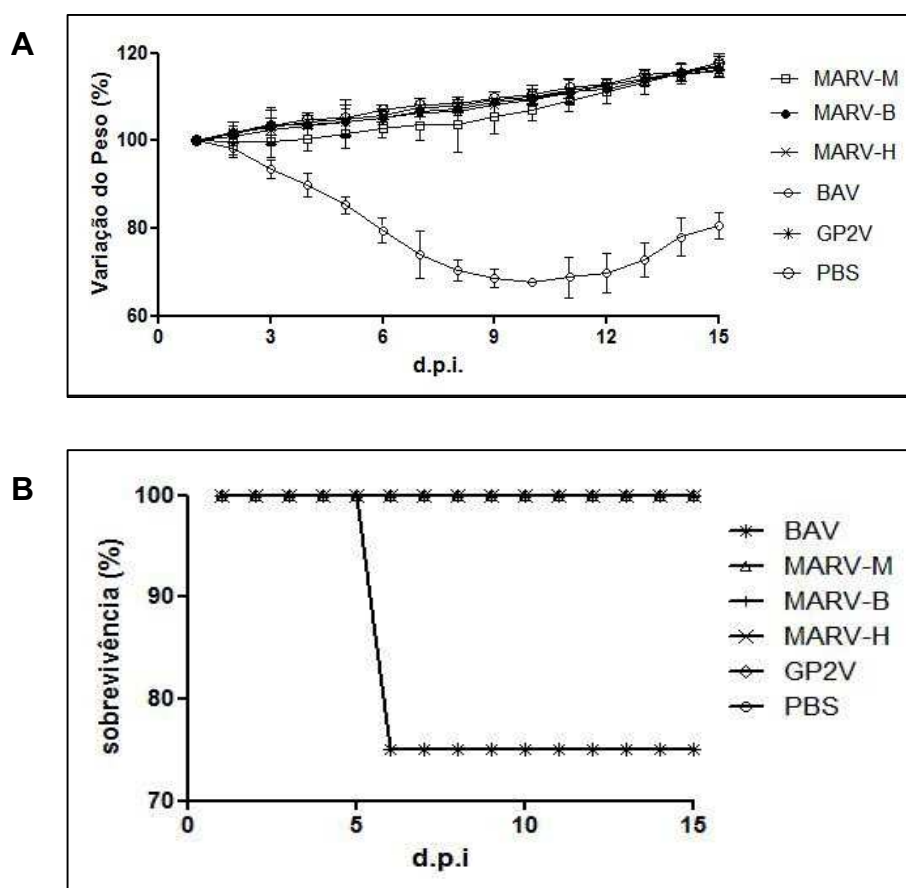 A
Variação do Peso (%)
120
100
80
60
0
3
6
9
12
15
d.p.i.
MARV-M
MARV-B
MARV-H
BAV
GP2V
PBS
B
sobrevivência (%)
100
90
80
70
0
5
10
15
d.p.i
BAV
MARV-M
MARV-B
MARV-H
GP2V
PBS